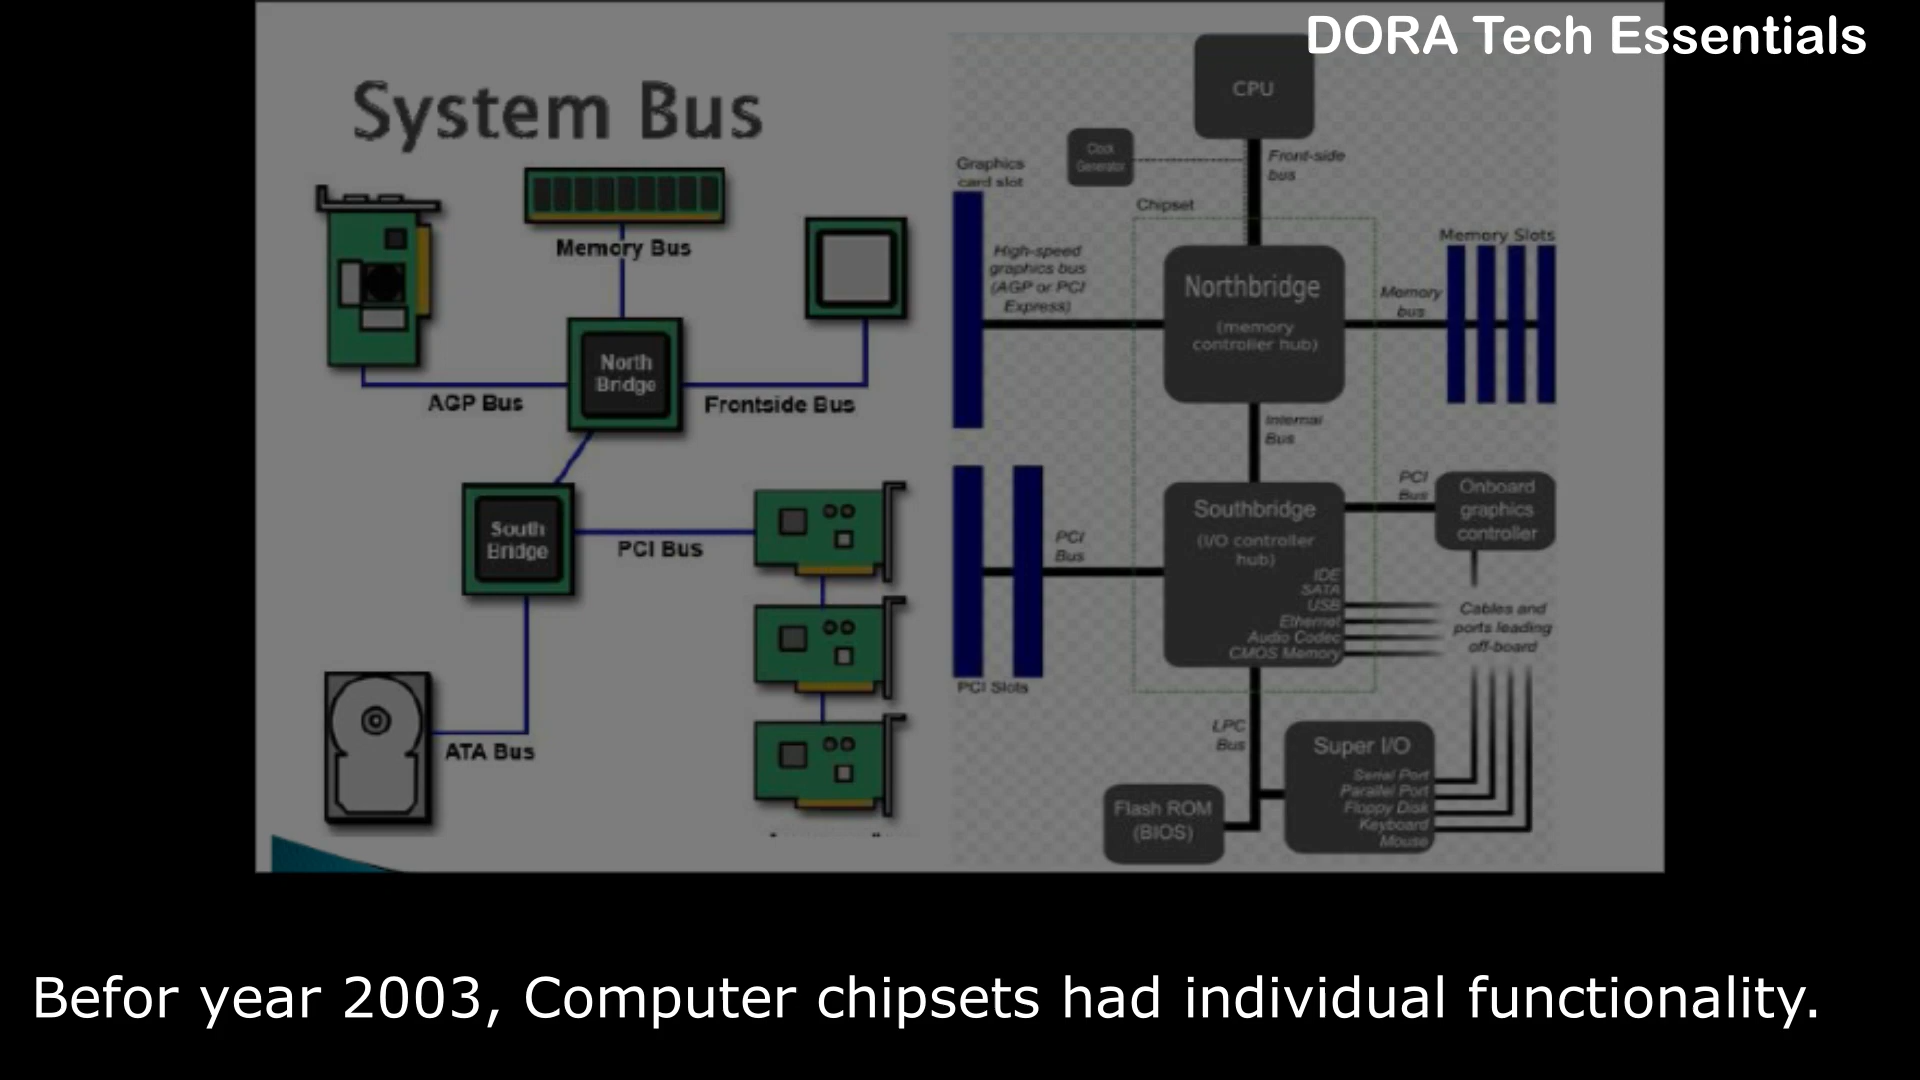 DORA Tech Essentials
System Bus
Memory Bus
North
Bridge
AGP Bus
Frontside Bus
South
Bridge
PCI Bus
ATA Bus
CPU
Clock
Generator
Front-side
bus
Graphics
card slot
Chipset
High-speed
graphics bus
(AGP or PCI
Express)
Northbridge
(memory
controller hub)
Memory Slots
Memory
bus
Internal
Bus
Southbridge
(I/O controller
hub)
IDE
SATA
USB
Ethernet
Audio Codec
CMOS Memory
PCI
Bus
Onboard
graphics
controller
PCI
Bus
PCI Slots
Cables and
ports leading
off-board
LPC
Bus
Super I/O
Serial Port
Parallel Port
Floppy Disk
Keyboard
Mouse
Flash ROM
(BIOS)
Befor year 2003, Computer chipsets had individual functionality.